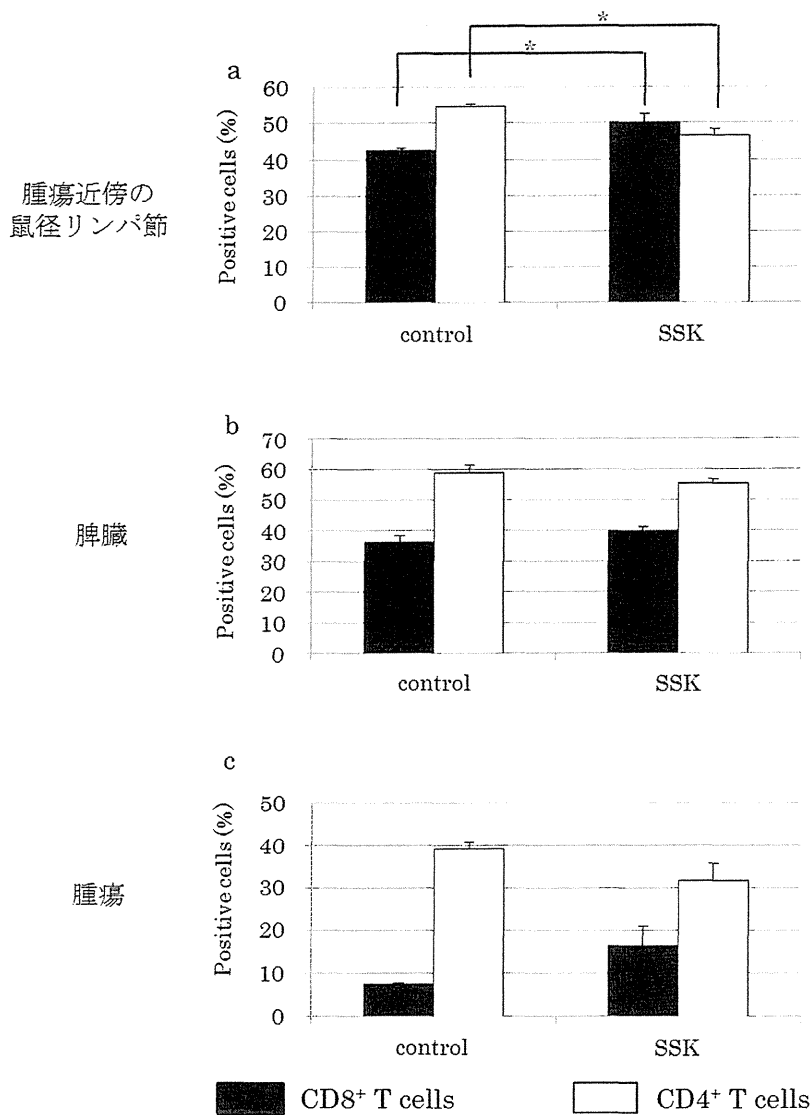 *
*
a
60
50
40
30
20
10
0
Positive cells (%)
control
SSK
腫瘍近傍の
鼠径リンパ節
b
70
60
50
40
30
20
10
0
Positive cells (%)
control
SSK
脾臓
c
50
40
30
20
10
0
Positive cells (%)
control
SSK
腫瘍
CD8⁺ T cells
CD4⁺ T cells